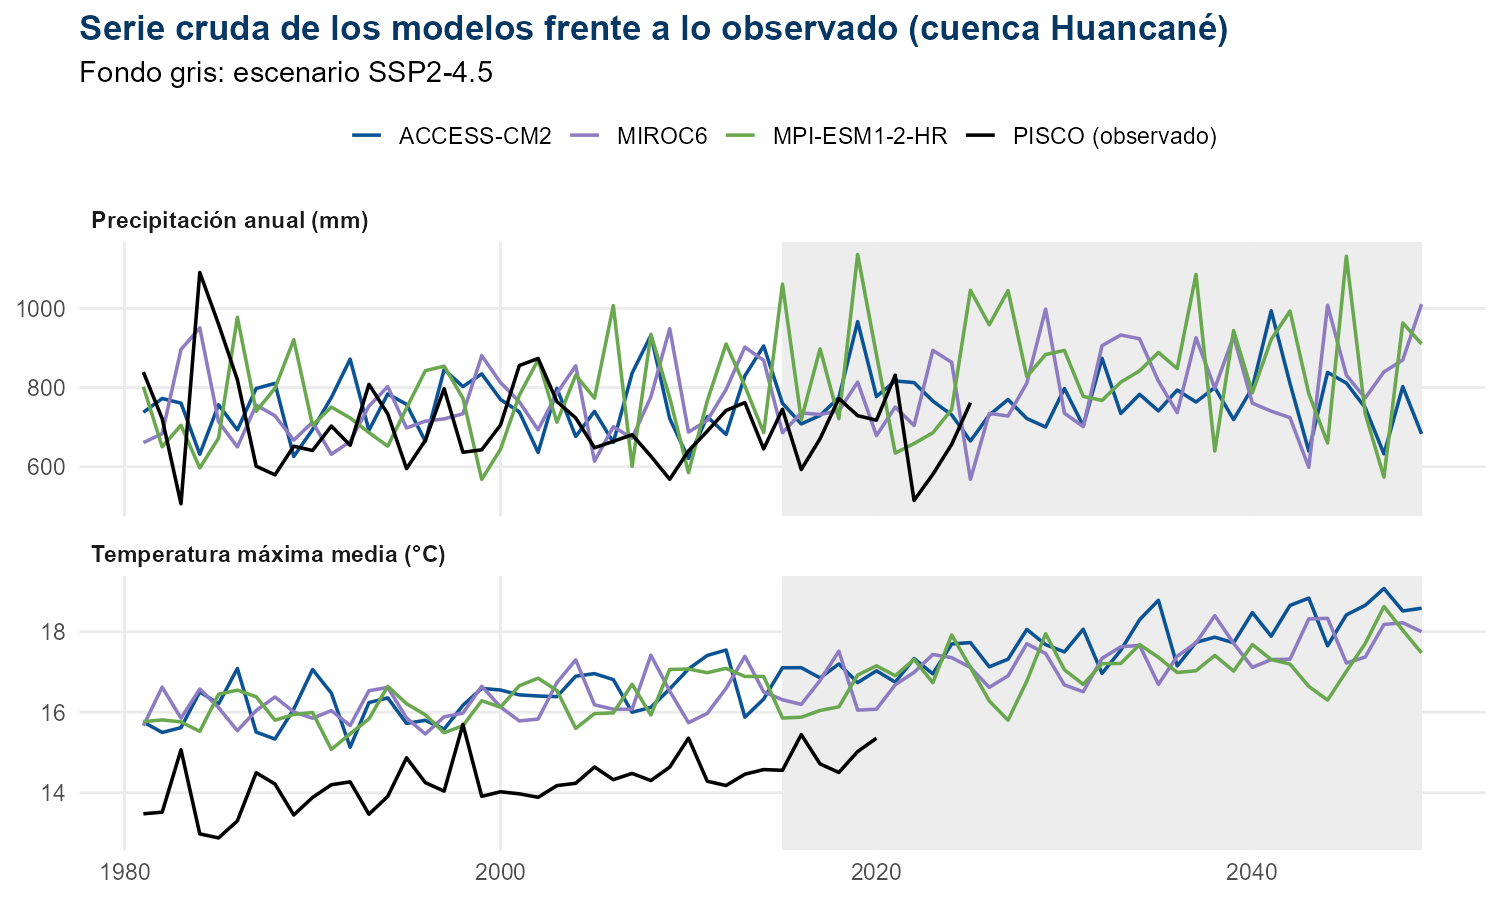 Serie cruda de los modelos frente a lo observado (cuenca Huancané)
Fondo gris: escenario SSP2-4.5
ACCESS-CM2 MIROC6 MPI-ESM1-2-HR PISCO (observado)
Precipitación anual (mm)
1000
800
600
Temperatura máxima media (°C)
18
16
14
1980 2000 2020 2040